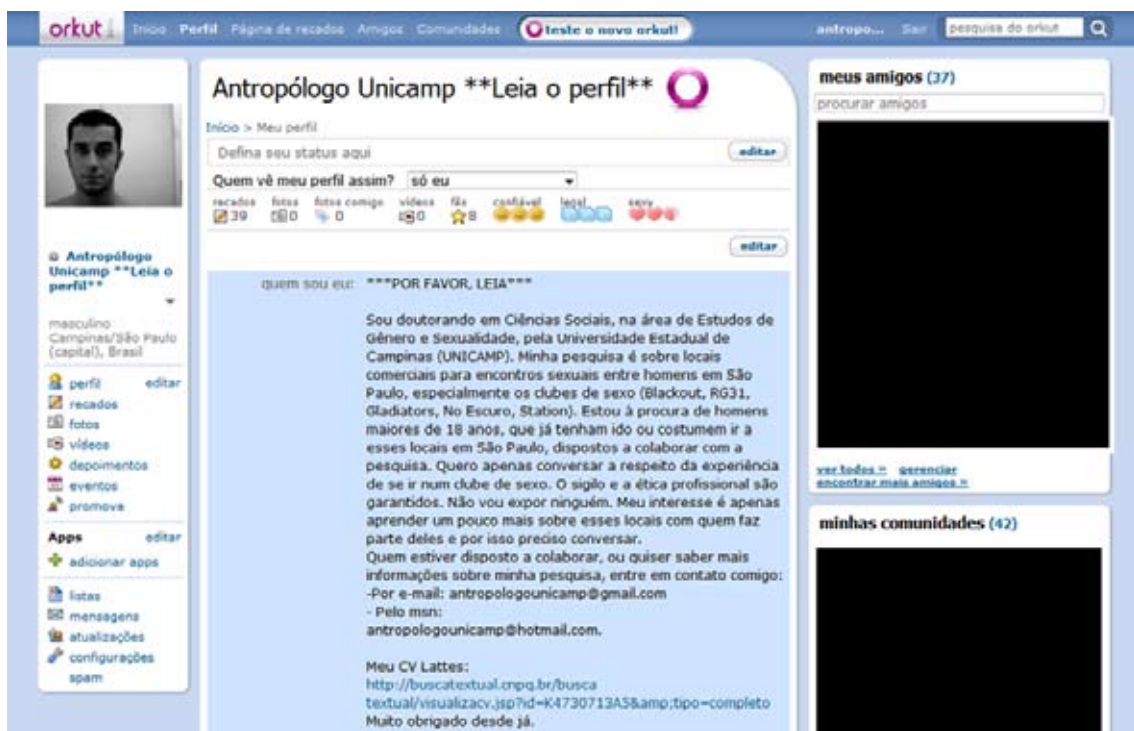 orkut Início Perfil Página de recados Amigos Comunidades teste o novo orkut! antropo... Sair pesquisa do orkut
Antropólogo Unicamp **Leia o perfil**
Início > Meu perfil
Defina seu status aqui editar
Quem vê meu perfil assim? só eu
recados fotos fotos comigo vídeos fãs confiável legal sexy
39 0 0 0 8
editar
Antropólogo
Unicamp **Leia o
perfil**
masculino
Campinas/São Paulo
(capital), Brasil
perfil editar
recados
fotos
vídeos
depoimentos
eventos
promova
Apps editar
adicionar apps
listas
mensagens
atualizações
configurações
spam
quem sou eu: ***POR FAVOR, LEIA***
Sou doutorando em Ciências Sociais, na área de Estudos de
Gênero e Sexualidade, pela Universidade Estadual de
Campinas (UNICAMP). Minha pesquisa é sobre locais
comerciais para encontros sexuais entre homens em São
Paulo, especialmente os clubes de sexo (Blackout, RG31,
Gladiators, No Escuro, Station). Estou à procura de homens
maiores de 18 anos, que já tenham ido ou costumem ir a
esses locais em São Paulo, dispostos a colaborar com a
pesquisa. Quero apenas conversar a respeito da experiência
de se ir num clube de sexo. O sigilo e a ética profissional são
garantidos. Não vou expor ninguém. Meu interesse é apenas
aprender um pouco mais sobre esses locais com quem faz
parte deles e por isso preciso conversar.
Quem estiver disposto a colaborar, ou quiser saber mais
informações sobre minha pesquisa, entre em contato comigo:
-Por e-mail: antropologounicamp@gmail.com
- Pelo msn:
antropologounicamp@hotmail.com.
Meu CV Lattes:
http://buscatextual.cnpq.br/busca
textual/visualizacv.jsp?id=K4730713A5&amp;tipo=completo
Muito obrigado desde já.
meus amigos (37)
procurar amigos
ver todos » gerenciar
encontrar mais amigos »
minhas comunidades (42)